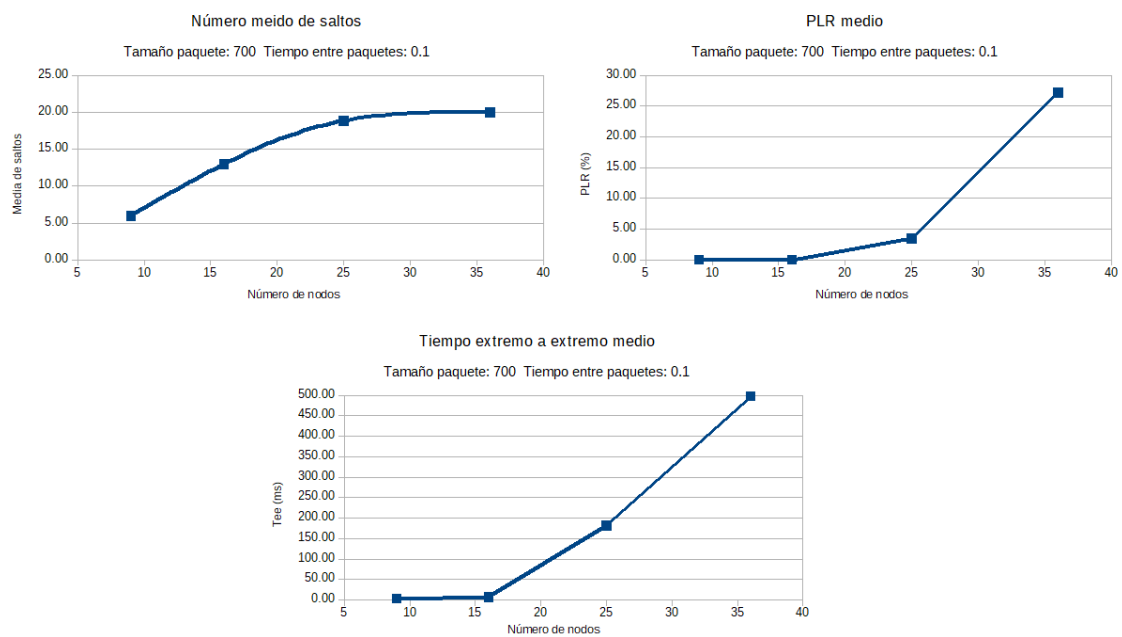 Número meido de saltos
Tamaño paquete: 700 Tiempo entre paquetes: 0.1
25.00
20.00
15.00
10.00
5.00
0.00
Media de saltos
5 10 15 20 25 30 35 40
Número de nodos
PLR medio
Tamaño paquete: 700 Tiempo entre paquetes: 0.1
30.00
25.00
20.00
15.00
10.00
5.00
0.00
PLR (%)
5 10 15 20 25 30 35 40
Número de nodos
Tiempo extremo a extremo medio
Tamaño paquete: 700 Tiempo entre paquetes: 0.1
500.00
450.00
400.00
350.00
300.00
250.00
200.00
150.00
100.00
50.00
0.00
Tee (ms)
5 10 15 20 25 30 35 40
Número de nodos